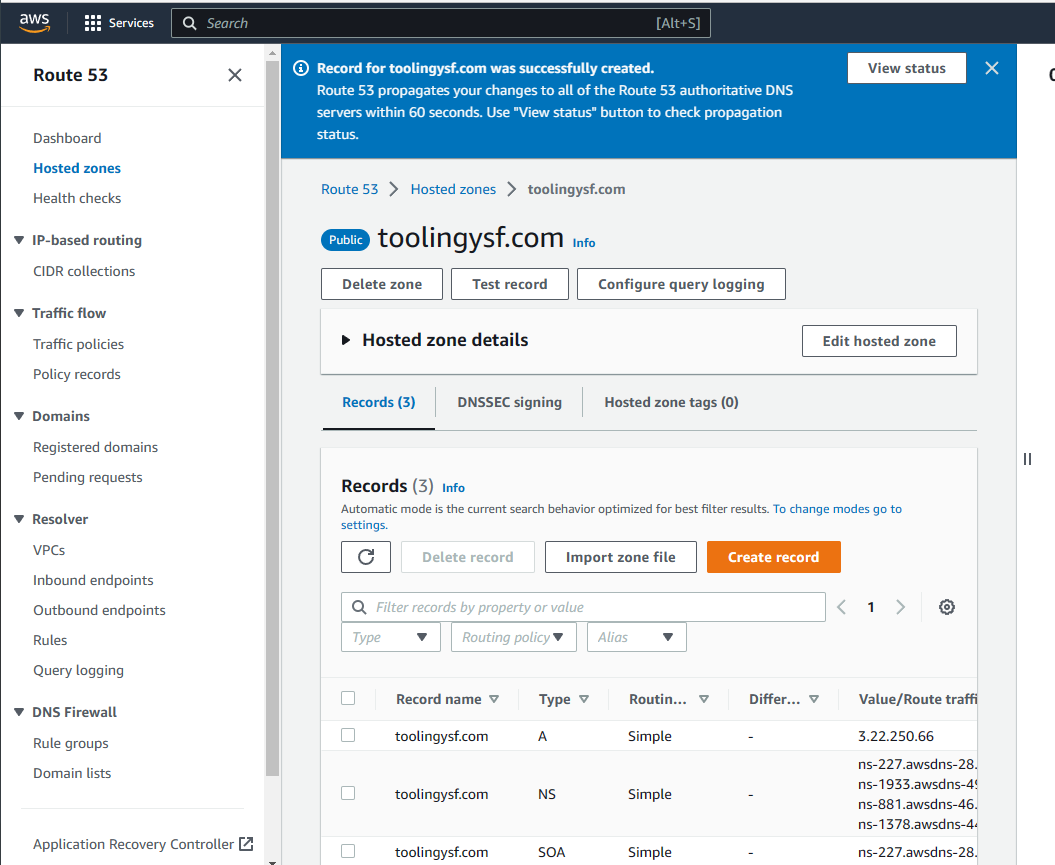 aws
Services
Search
[Alt+S]
Route 53
Dashboard
Hosted zones
Health checks
IP-based routing
CIDR collections
Traffic flow
Traffic policies
Policy records
Domains
Registered domains
Pending requests
Resolver
VPCs
Inbound endpoints
Outbound endpoints
Rules
Query logging
DNS Firewall
Rule groups
Domain lists
Application Recovery Controller
Record for toolingysf.com was successfully created.
Route 53 propagates your changes to all of the Route 53 authoritative DNS
servers within 60 seconds. Use "View status" button to check propagation
status.
View status
Route 53 Hosted zones toolingysf.com
Public toolingysf.com Info
Delete zone Test record Configure query logging
Hosted zone details Edit hosted zone
Records (3) DNSSEC signing Hosted zone tags (0)
Records (3) Info
Automatic mode is the current search behavior optimized for best filter results. To change modes go to
settings.
Delete record Import zone file Create record
Filter records by property or value 1
Type Routing policy Alias
Record name Type Routin... Differ... Value/Route traffi
toolingysf.com A Simple - 3.22.250.66
ns-227.awsdns-28.
ns-1933.awsdns-49
toolingysf.com NS Simple -
ns-881.awsdns-46.
ns-1378.awsdns-44
toolingysf.com SOA Simple - ns-227.awsdns-28.